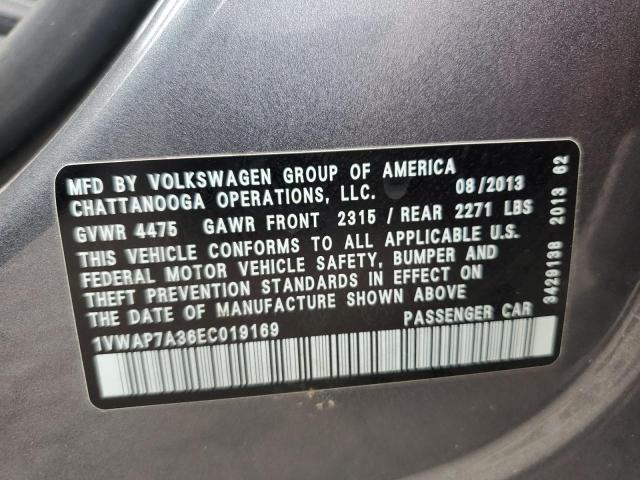 MFD BY VOLKSWAGEN GROUP OF AMERICA
CHATTANOOGA OPERATIONS, LLC. 08/2013
GVWR 4475 GAWR FRONT 2315 / REAR 2271 LBS
THIS VEHICLE CONFORMS TO ALL APPLICABLE U.S.
FEDERAL MOTOR VEHICLE SAFETY, BUMPER AND
THEFT PREVENTION STANDARDS IN EFFECT ON
THE DATE OF MANUFACTURE SHOWN ABOVE
1VWAP7A36EC019169 PASSENGER CAR
3429138 2013 62